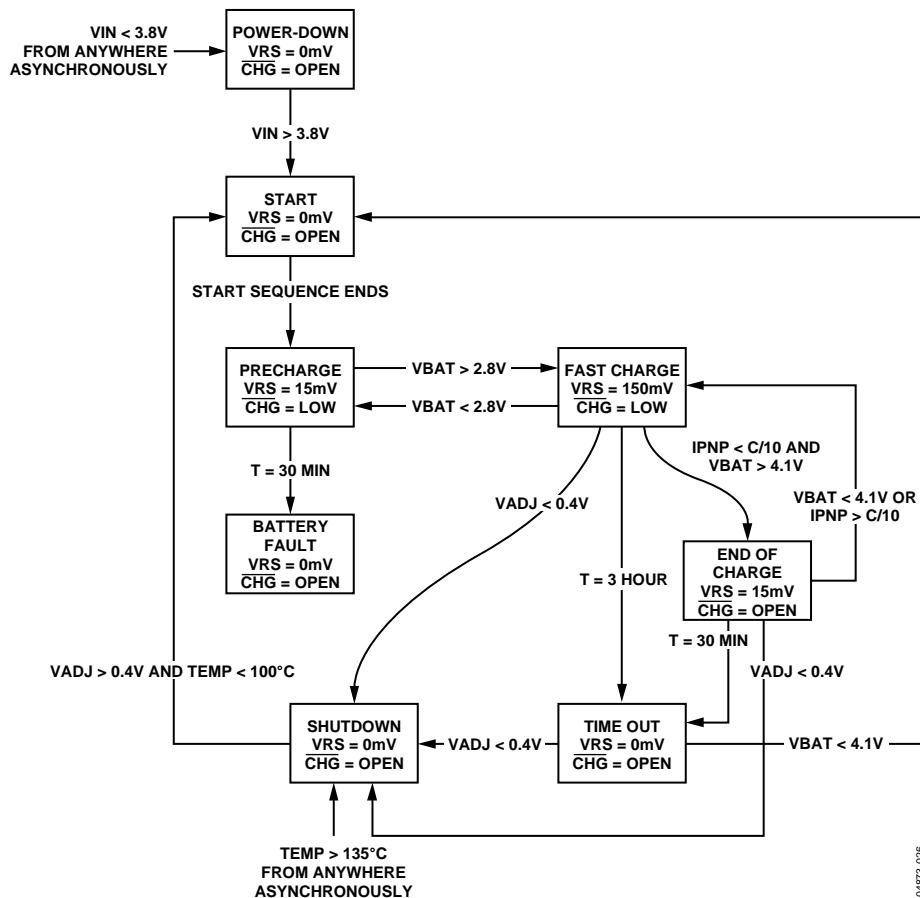 VIN < 3.8V
FROM ANYWHERE
ASYNCHRONOUSLY
POWER-DOWN
VRS = 0mV
CHG = OPEN
VIN > 3.8V
START
VRS = 0mV
CHG = OPEN
START SEQUENCE ENDS
PRECHARGE
VRS = 15mV
CHG = LOW
VBAT > 2.8V
VBAT < 2.8V
FAST CHARGE
VRS = 150mV
CHG = LOW
T = 30 MIN
IPNP < C/10 AND
VBAT > 4.1V
VADJ < 0.4V
VBAT < 4.1V OR
IPNP > C/10
BATTERY
FAULT
VRS = 0mV
CHG = OPEN
T = 3 HOUR
END OF
CHARGE
VRS = 15mV
CHG = OPEN
T = 30 MIN
VADJ > 0.4V AND TEMP < 100°C
VADJ < 0.4V
SHUTDOWN
VRS = 0mV
CHG = OPEN
VADJ < 0.4V
TIME OUT
VRS = 0mV
CHG = OPEN
VBAT < 4.1V
TEMP > 135°C
FROM ANYWHERE
ASYNCHRONOUSLY
04873-026